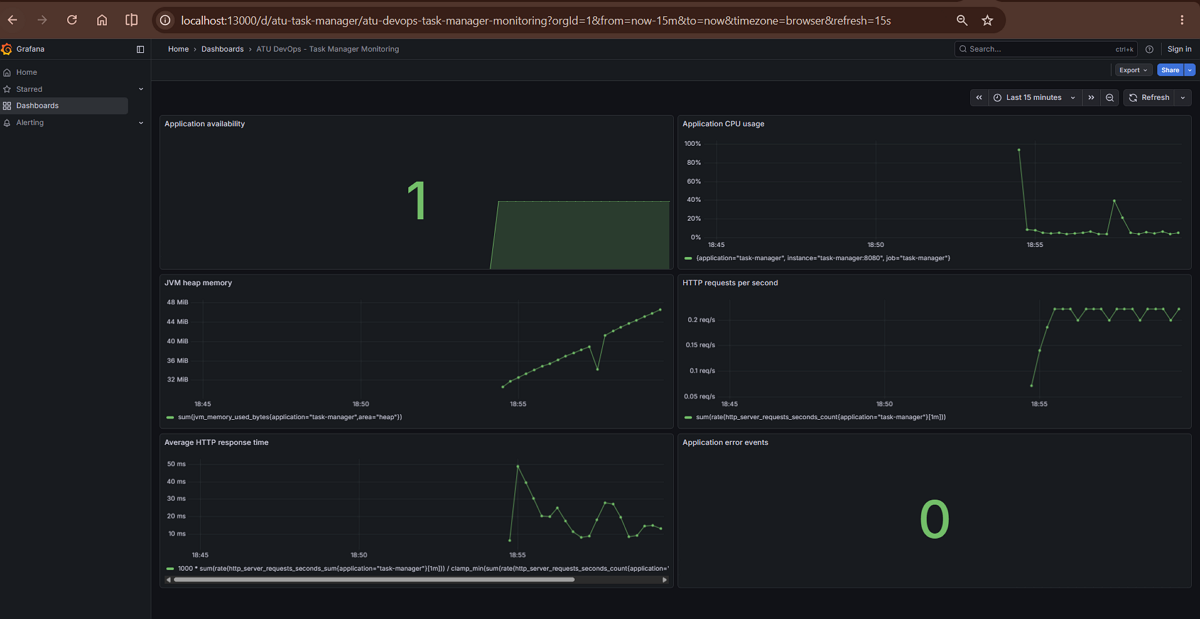 localhost:13000/d/atu-task-manager/atu-devops-task-manager-monitoring?orgId=1&from=now-15m&to=now&timezone=browser&refresh=15s
Grafana
Home › Dashboards › ATU DevOps - Task Manager Monitoring
Search...
ctrl+k
Sign in
Home
Starred
Dashboards
Alerting
Export
Share
Last 15 minutes
Refresh
Application availability
1
Application CPU usage
100%
80%
60%
40%
20%
0%
18:45 18:50 18:55
{application="task-manager", instance="task-manager:8080", job="task-manager"}
JVM heap memory
48 MiB
44 MiB
40 MiB
36 MiB
32 MiB
18:45 18:50 18:55
sum(jvm_memory_used_bytes{application="task-manager",area="heap"})
HTTP requests per second
0.2 req/s
0.15 req/s
0.1 req/s
0.05 req/s
18:45 18:50 18:55
sum(rate(http_server_requests_seconds_count{application="task-manager"}[1m]))
Average HTTP response time
50 ms
40 ms
30 ms
20 ms
10 ms
18:45 18:50 18:55
1000 * sum(rate(http_server_requests_seconds_sum{application="task-manager"}[1m])) / clamp_min(sum(rate(http_server_requests_seconds_count{application="
Application error events
0